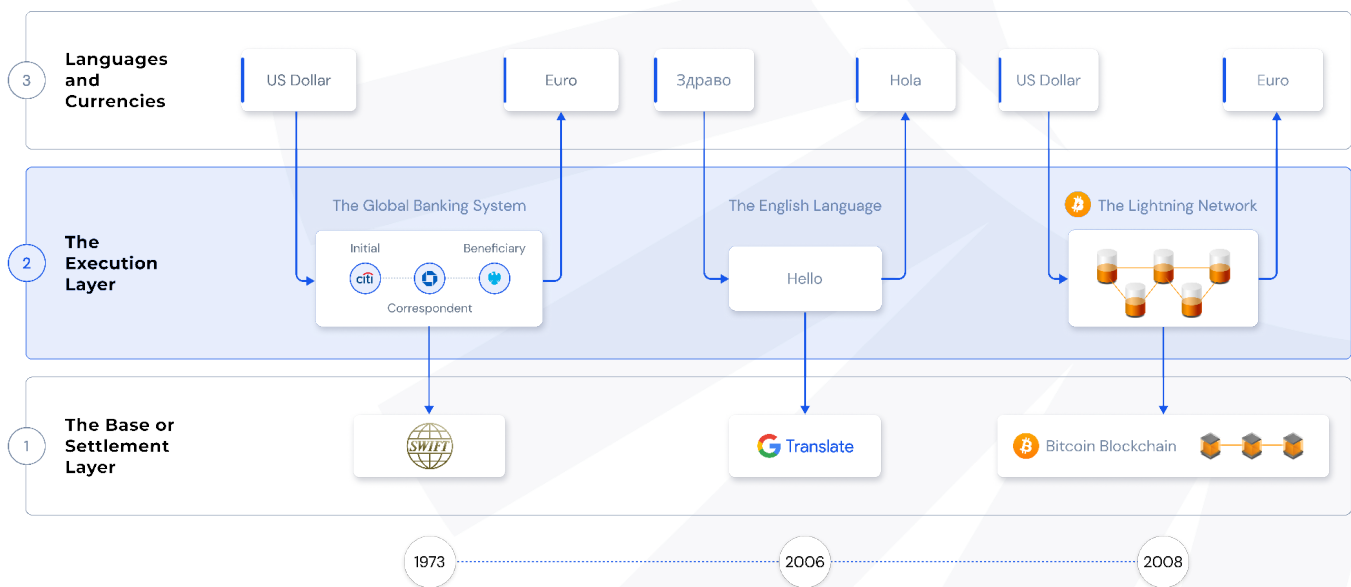 3
Languages
and
Currencies
US Dollar
Euro
Здраво
Hola
US Dollar
Euro
2
The
Execution
Layer
The Global Banking System
Initial
Beneficiary
citi
Correspondent
The English Language
Hello
The Lightning Network
1
The Base or
Settlement
Layer
SWIFT
G Translate
Bitcoin Blockchain
1973
2006
2008